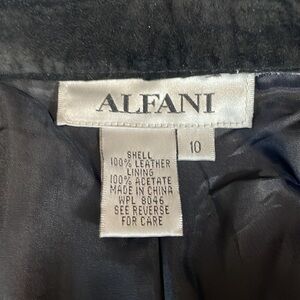 ALFANI
10
SHELL
100% LEATHER
LINING
100% ACETATE
MADE IN CHINA
WPL 8046
SEE REVERSE
FOR CARE